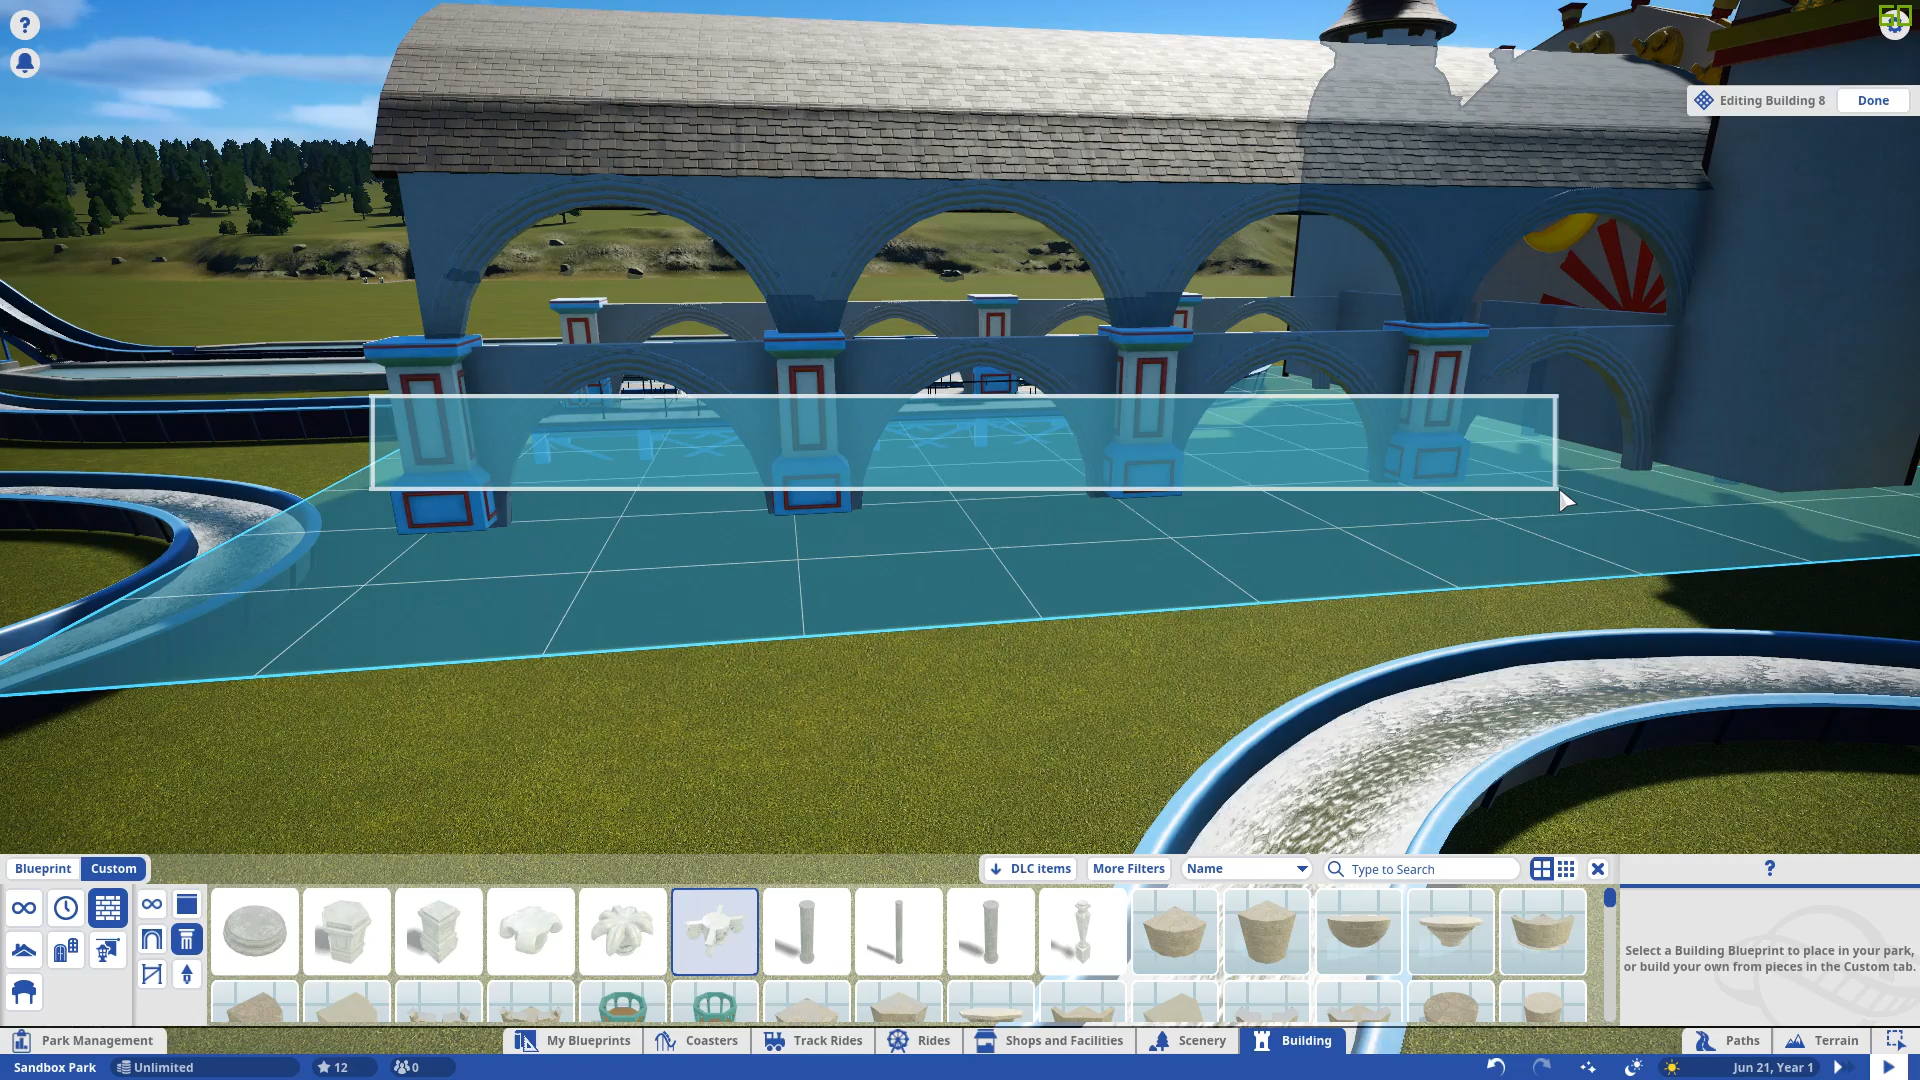 ?
50
Editing Building 8
Done
Blueprint
Custom
DLC items
More Filters
Name
Type to Search
?
Select a Building Blueprint to place in your park,
or build your own from pieces in the Custom tab.
Park Management
My Blueprints
Coasters
Track Rides
Rides
Shops and Facilities
Scenery
Building
Paths
Terrain
Sandbox Park
Unlimited
12
0
Jun 21, Year 1